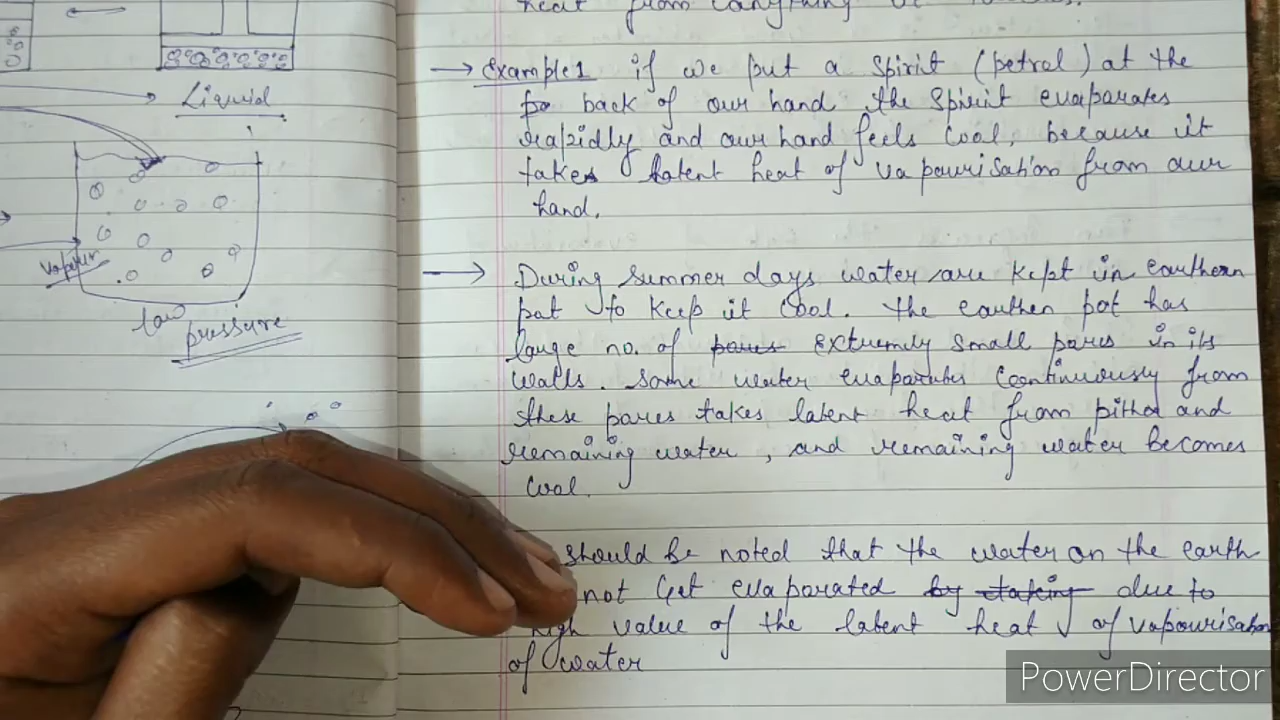 Liquid
vapour
low
pressure
→ Example 1 if we put a spirit (petrol) at the
back of our hand the spirit evaporates
rapidly and our hand feels cool, because it
takes latent heat of vapourisation from our
hand.
→ During summer days water are kept in earthen
pot to keep it cool. the earthen pot has
large no. of pores extremly small pores in its
walls. Some water evaporates continuously from
these pores takes latent heat from and
remaining water, and remaining water becomes
cool.
should be noted that the water on the earth
not get evaporated by taking due to
high value of the latent heat of vapourisation
of water
PowerDirector